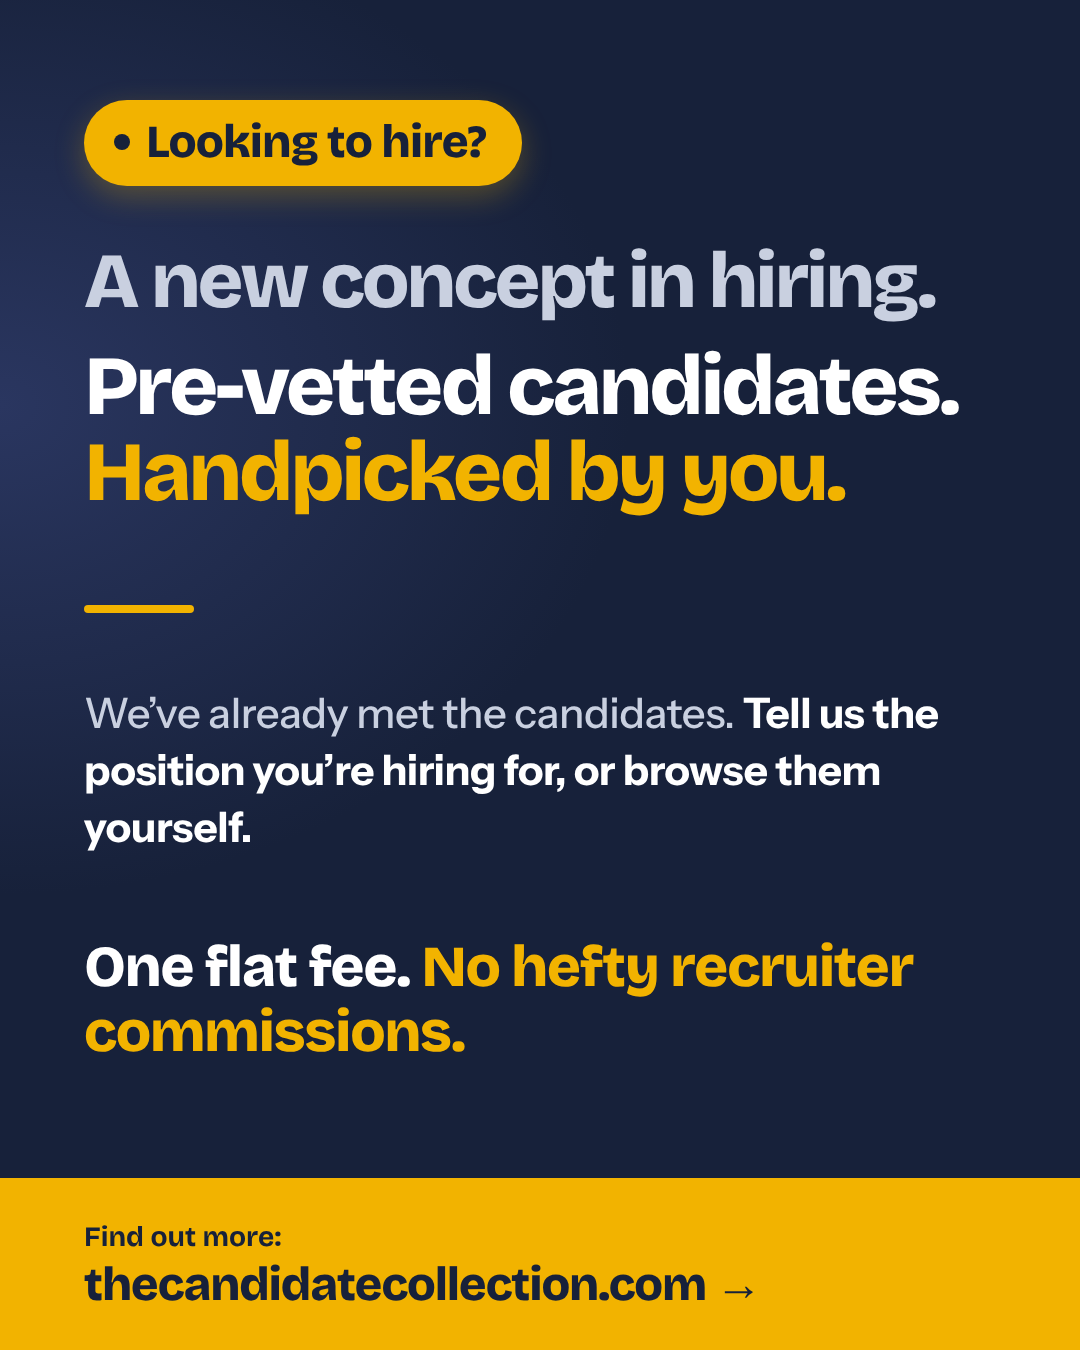 • Looking to hire?
A new concept in hiring.
Pre-vetted candidates.
Handpicked by you.
We’ve already met the candidates. Tell us the
position you’re hiring for, or browse them
yourself.
One flat fee. No hefty recruiter
commissions.
Find out more:
thecandidatecollection.com →